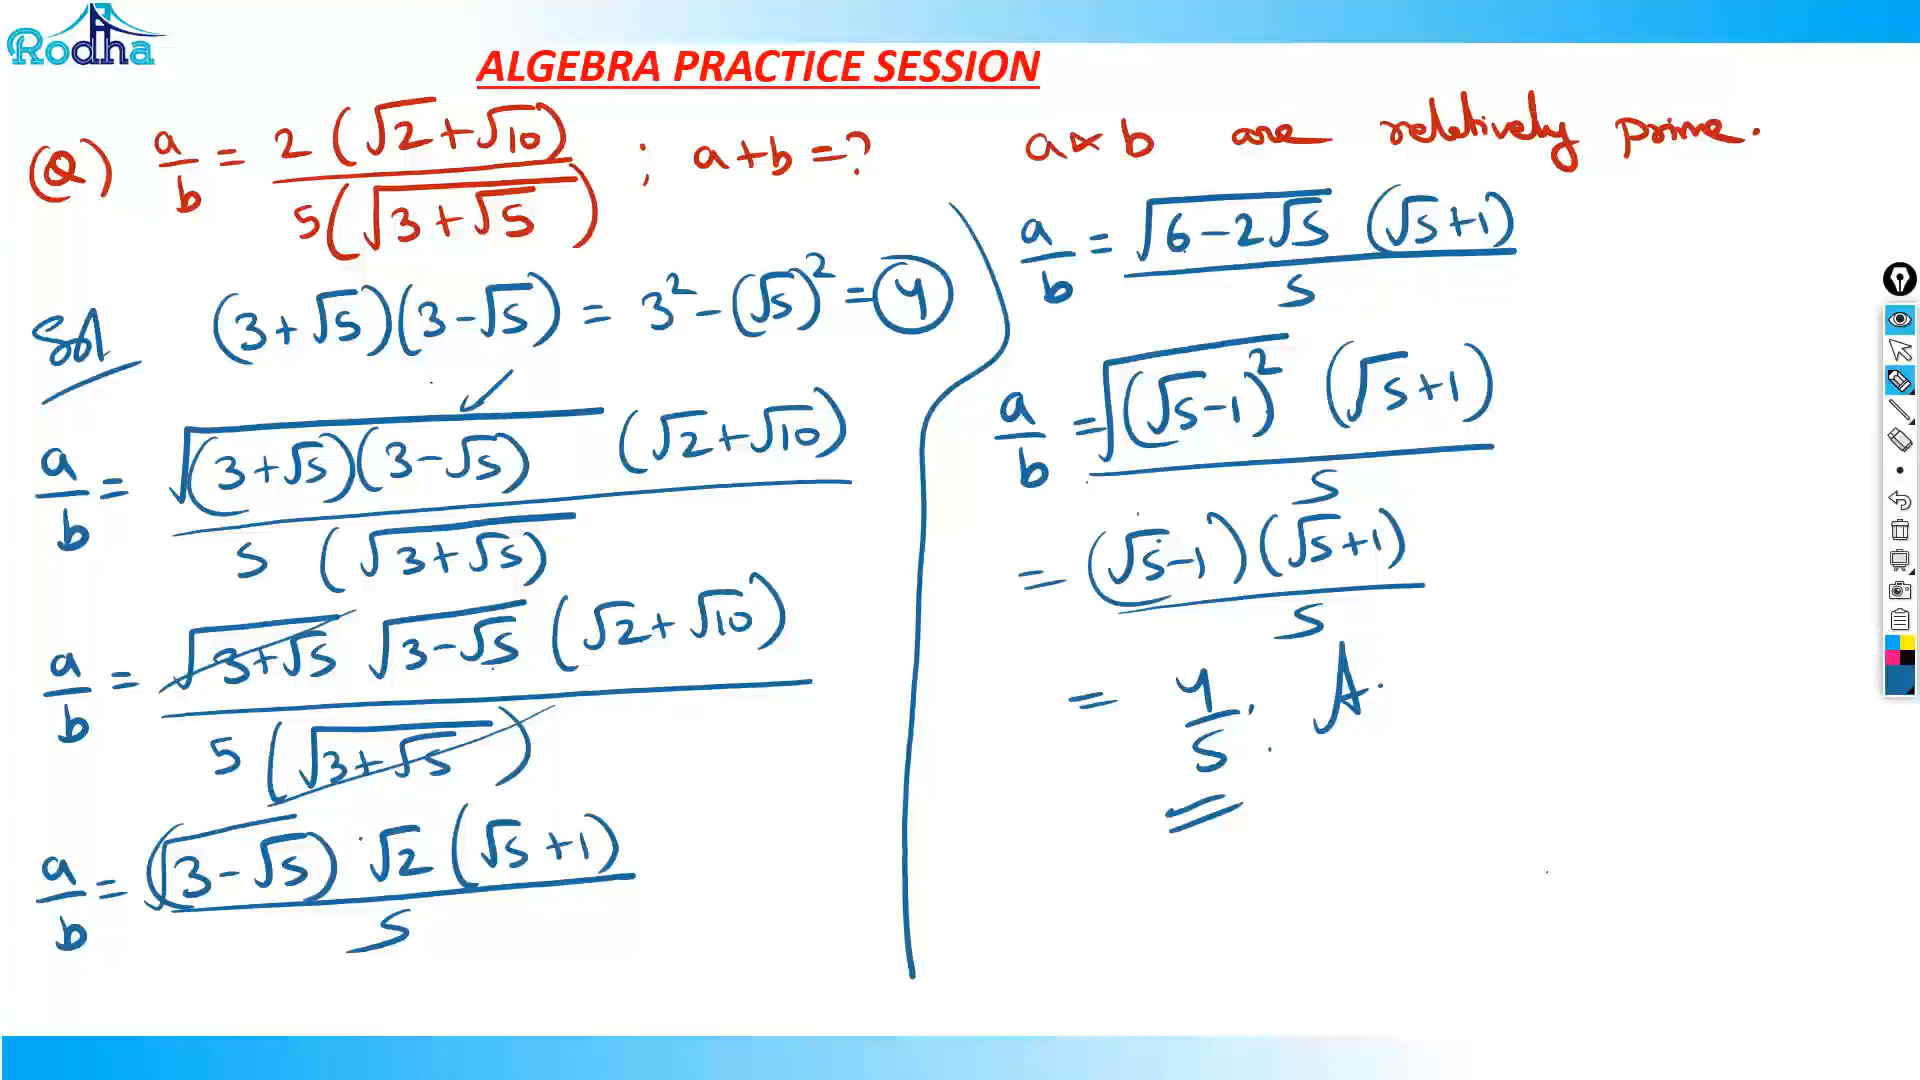 Rodha
ALGEBRA PRACTICE SESSION
(Q) a/b = 2(√2+√10) / 5(√(3+√5)) ; a+b=? a & b are relatively prime.
Sol (3+√5)(3-√5) = 3² - (√5)² = 4
a/b = √((3+√5)(3-√5)) (√2+√10) / 5(√(3+√5))
a/b = √(3+√5) √(3-√5) (√2+√10) / 5(√(3+√5))
a/b = (√(3-√5)) . √2 (√5+1) / 5
a/b = √(6-2√5) (√5+1) / 5
a/b = √((√5-1)²) (√5+1) / 5
= (√5-1)(√5+1) / 5
= 4/5. A.